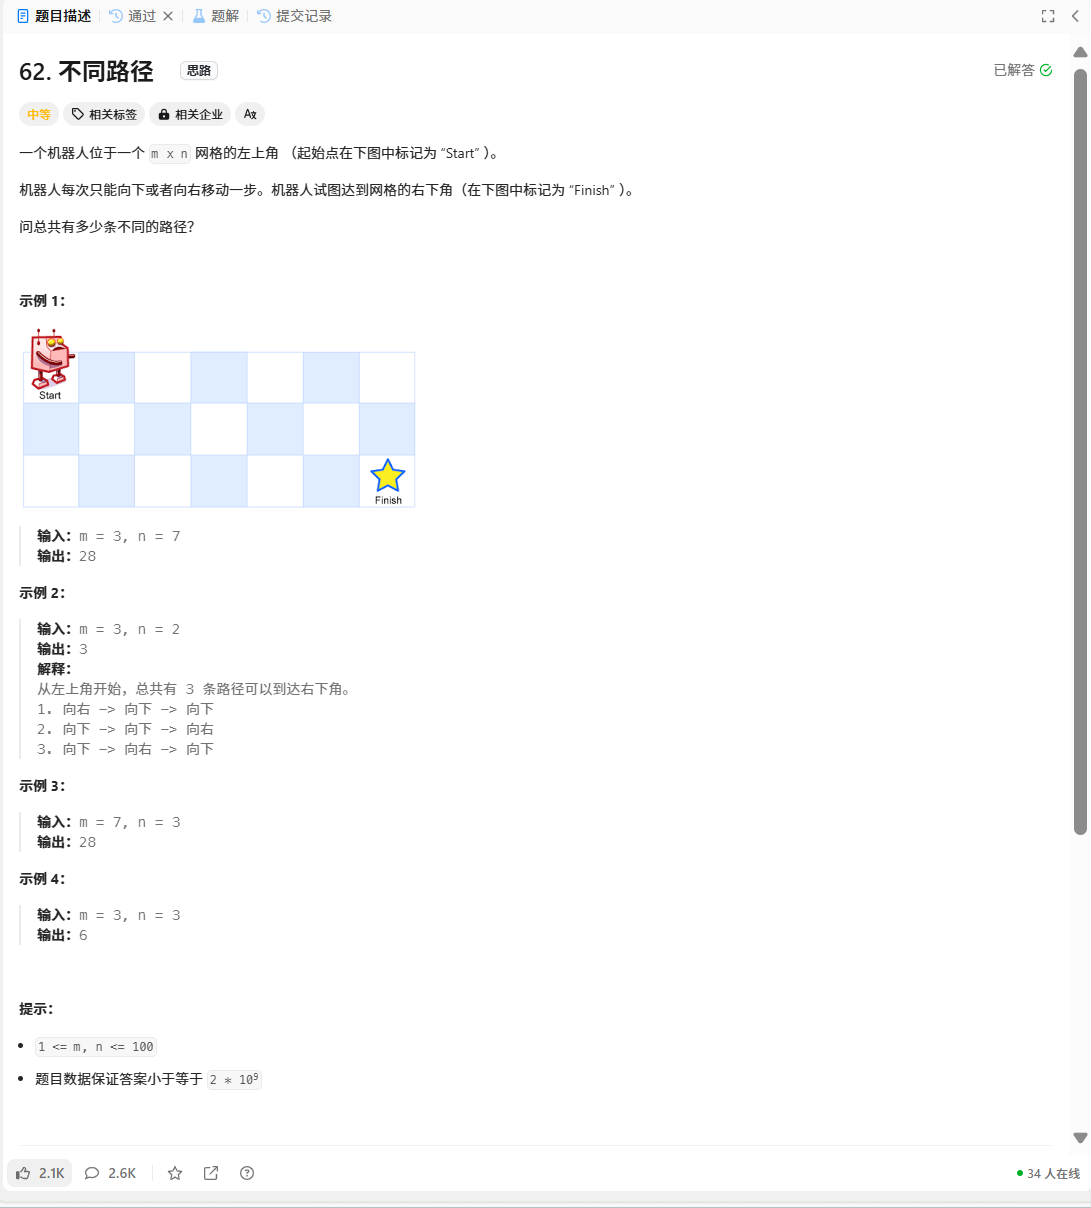 题目描述 通过 题解 提交记录
62. 不同路径 思路 已解答
中等 相关标签 相关企业 Ax
一个机器人位于一个 m x n 网格的左上角 （起始点在下图中标记为 “Start” ）。
机器人每次只能向下或者向右移动一步。机器人试图达到网格的右下角（在下图中标记为 “Finish” ）。
问总共有多少条不同的路径？
示例 1：
Start
Finish
输入：m = 3, n = 7
输出：28
示例 2：
输入：m = 3, n = 2
输出：3
解释：
从左上角开始，总共有 3 条路径可以到达右下角。
1. 向右 -> 向下 -> 向下
2. 向下 -> 向下 -> 向右
3. 向下 -> 向右 -> 向下
示例 3：
输入：m = 7, n = 3
输出：28
示例 4：
输入：m = 3, n = 3
输出：6
提示：
1 <= m, n <= 100
题目数据保证答案小于等于 2 * 10⁹
2.1K 2.6K 34 人在线